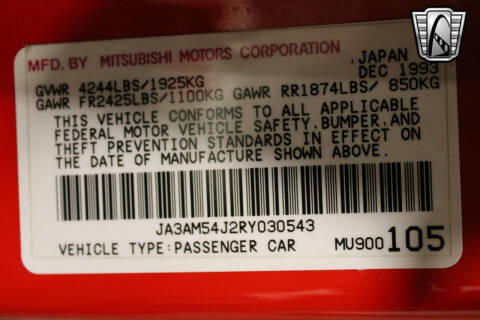 MFD. BY MITSUBISHI MOTORS CORPORATION ,JAPAN
DEC 1993
GVWR 4244LBS/1925KG
GAWR FR2425LBS/1100KG GAWR RR1874LBS/ 850KG
THIS VEHICLE CONFORMS TO ALL APPLICABLE
FEDERAL MOTOR VEHICLE SAFETY,BUMPER,AND
THEFT PREVENTION STANDARDS IN EFFECT ON
THE DATE OF MANUFACTURE SHOWN ABOVE.
JA3AM54J2RY030543
VEHICLE TYPE:PASSENGER CAR MU900105